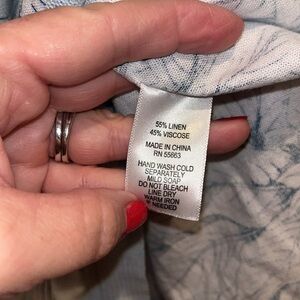 55% LINEN
45% VISCOSE
MADE IN CHINA
RN 55663
HAND WASH COLD
SEPARATELY
MILD SOAP
DO NOT BLEACH
LINE DRY
WARM IRON
IF NEEDED